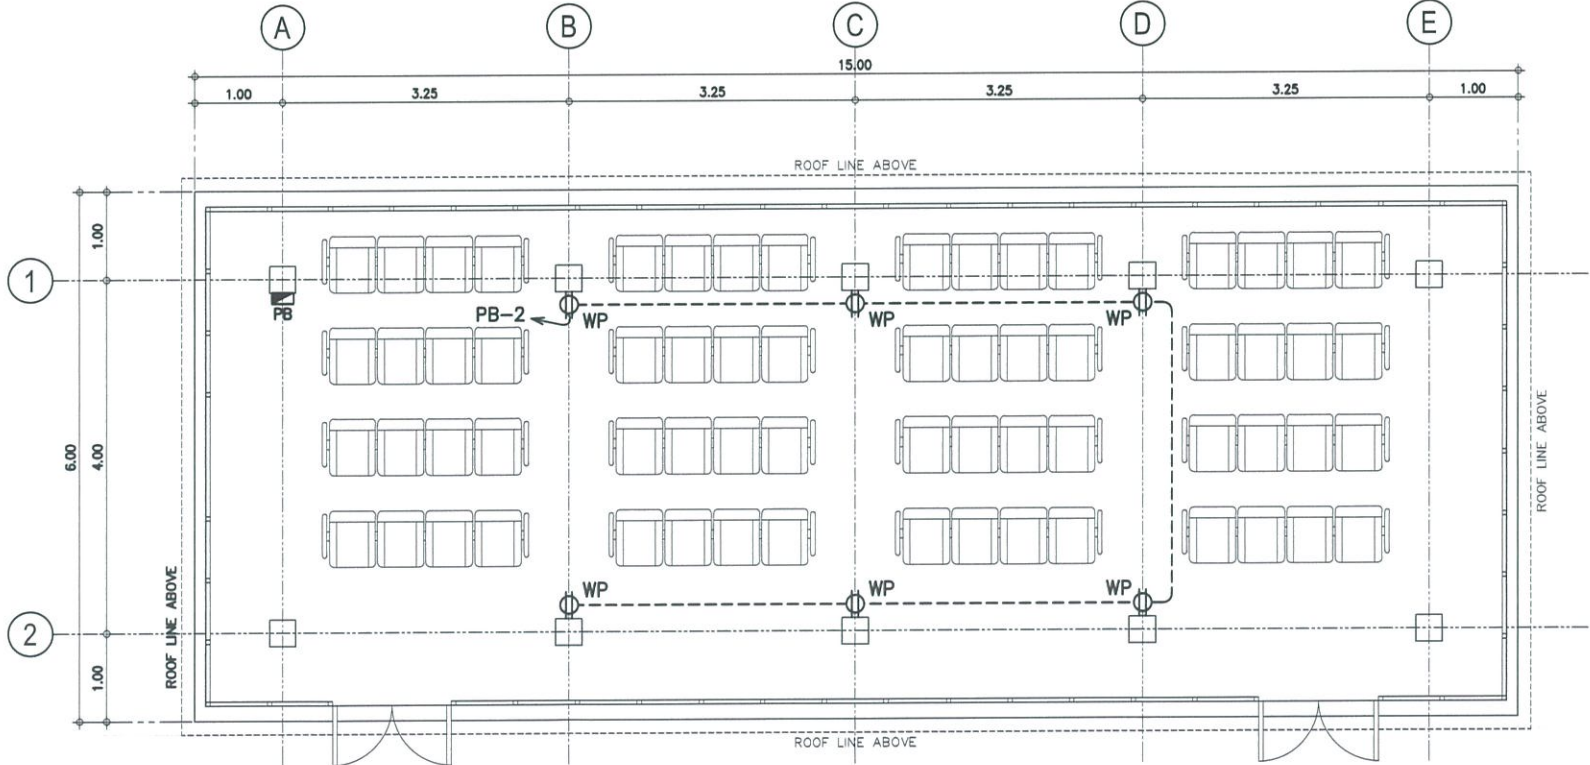 A B C D E
15.00
1.00 3.25 3.25 3.25 3.25 1.00
ROOF LINE ABOVE
1.00
1
PB
PB-2
WP WP WP
6.00
4.00
ROOF LINE ABOVE
WP WP WP
ROOF LINE ABOVE
2
1.00
ROOF LINE ABOVE